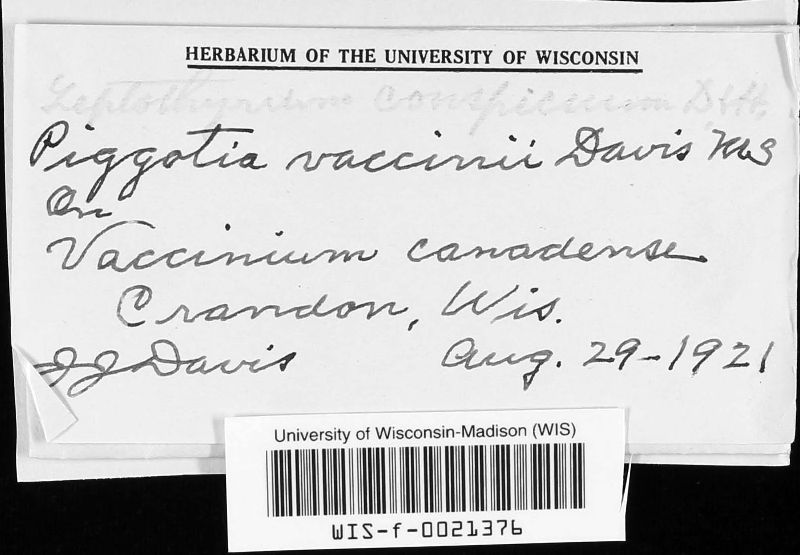 HERBARIUM OF THE UNIVERSITY OF WISCONSIN
Leptothyrium conspicuum D.&H.
Piggotia vaccinii Davis MS
On
Vaccinium canadense
Crandon, Wis.
JJ Davis Aug. 29-1921
University of Wisconsin-Madison (WIS)
WIS-f-0021376